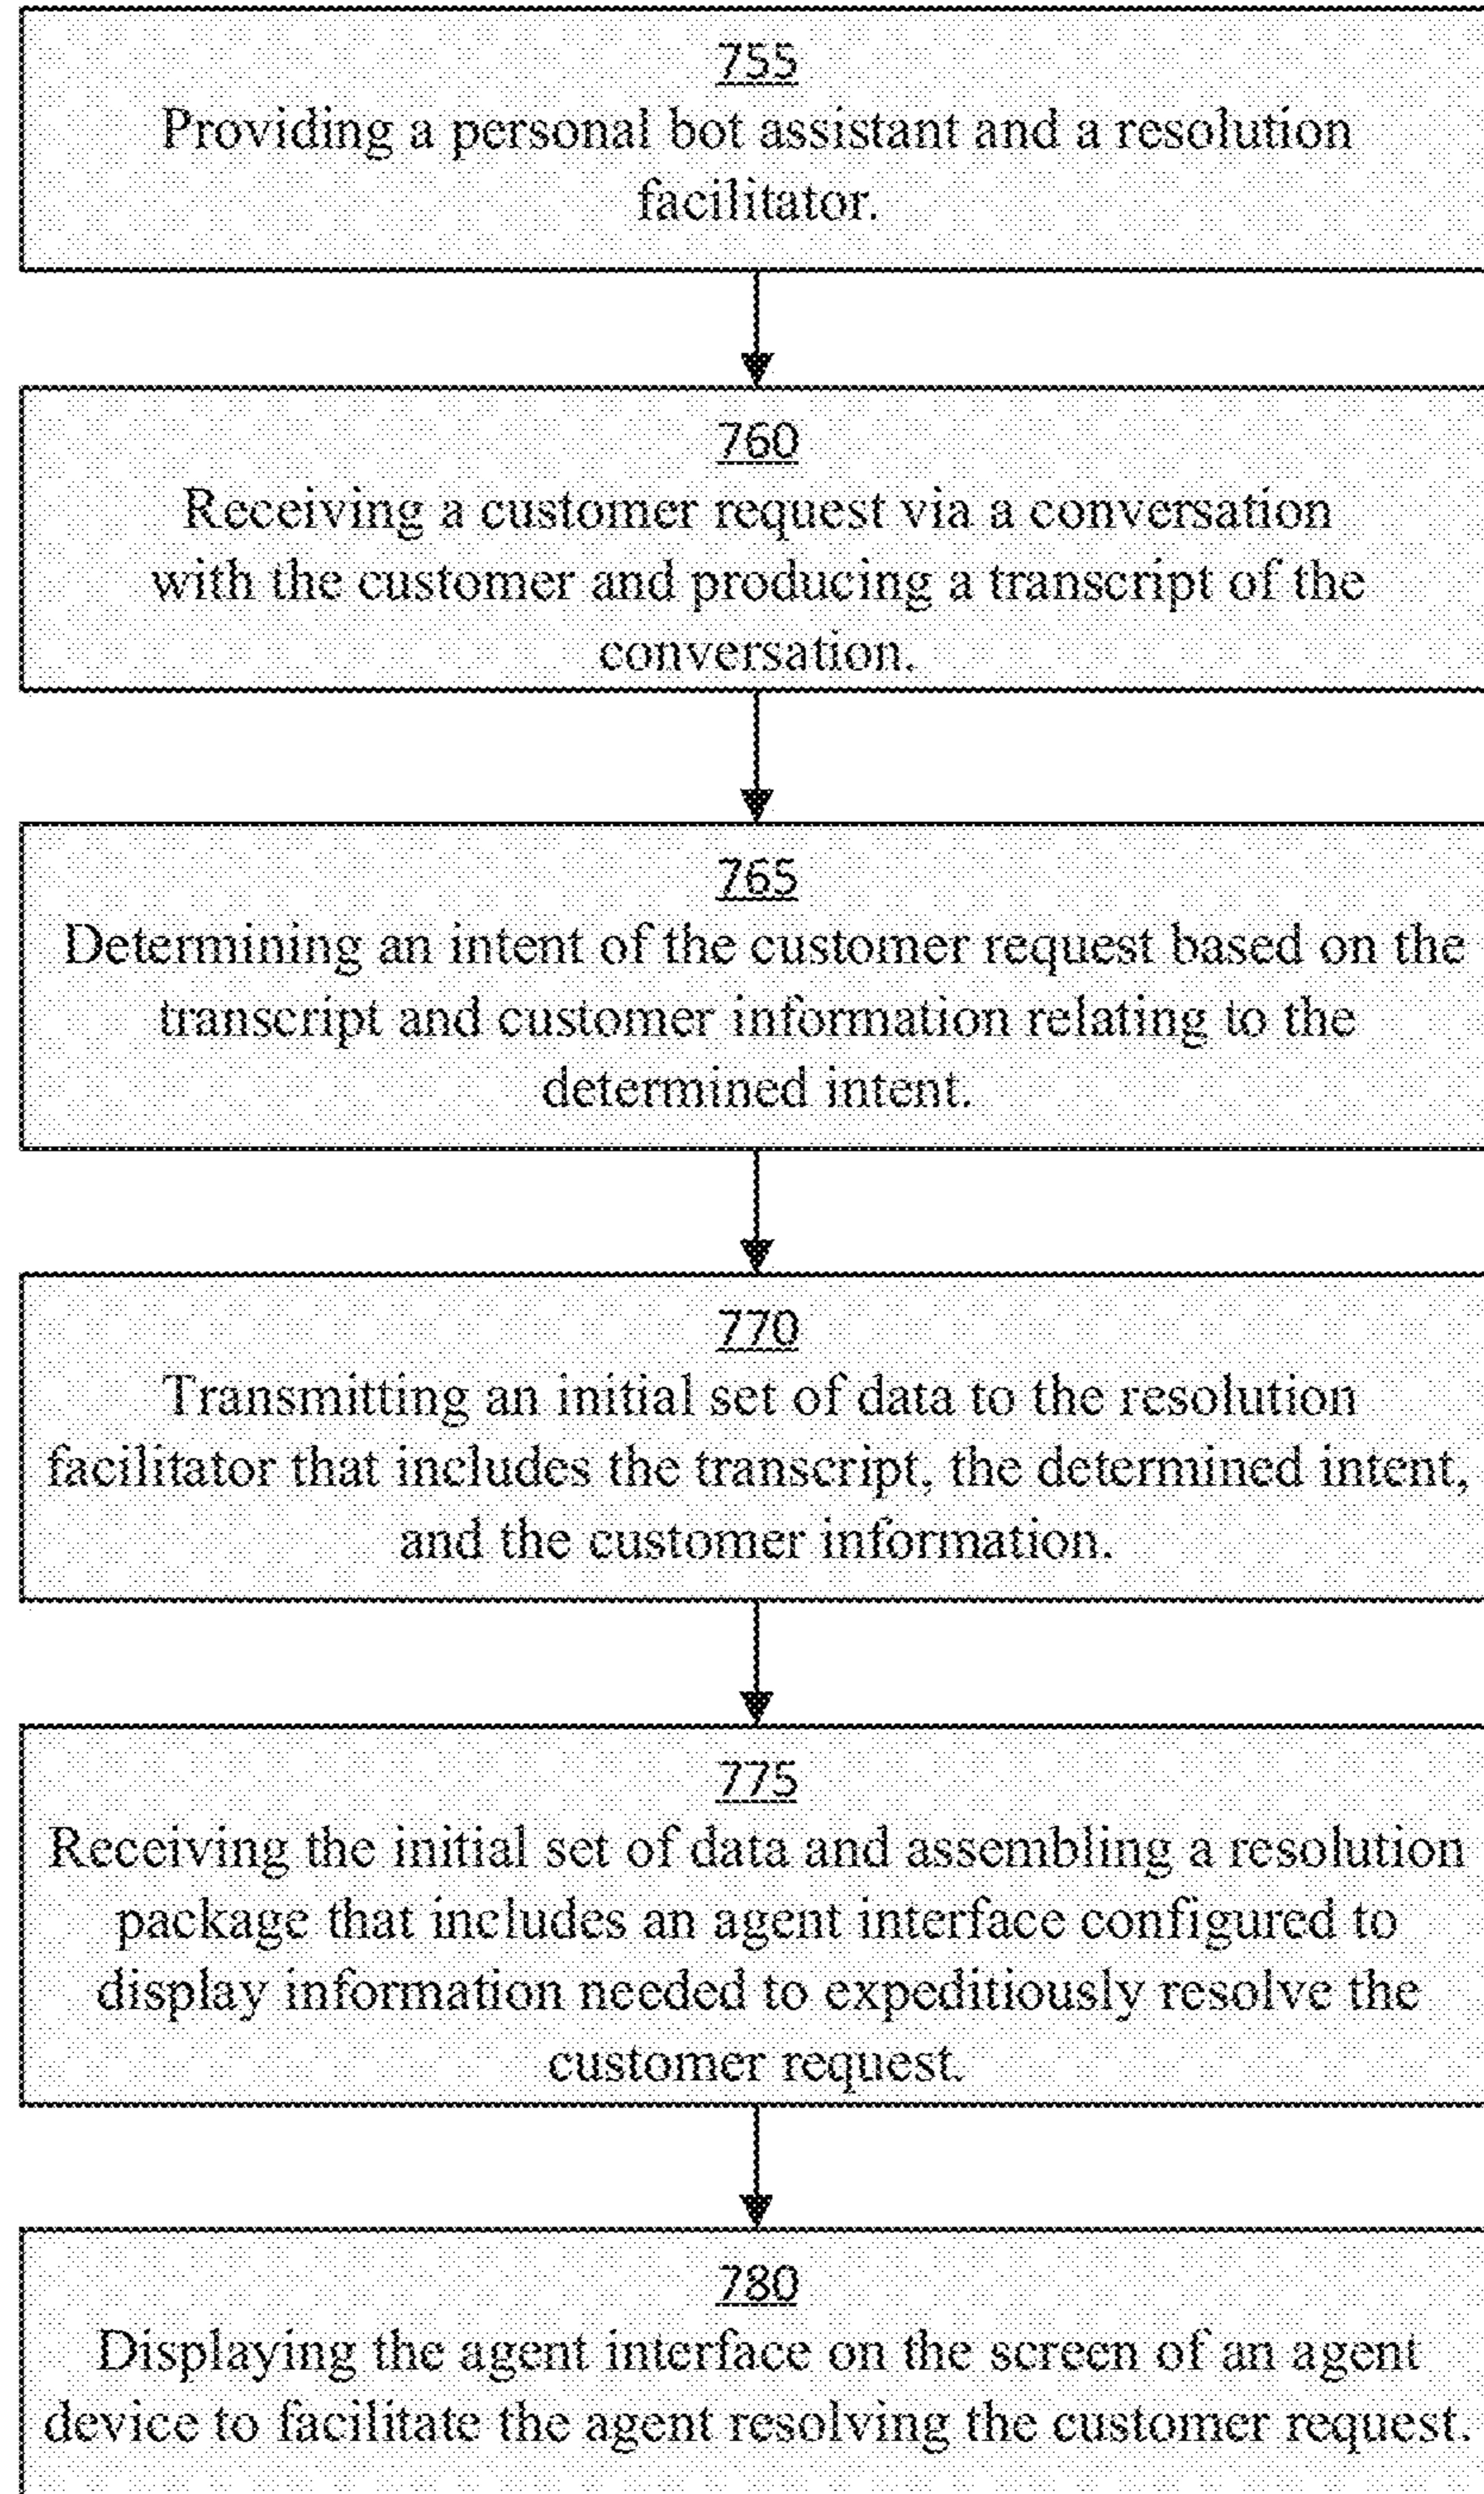 755
Providing a personal bot assistant and a resolution
facilitator.
760
Receiving a customer request via a conversation
with the customer and producing a transcript of the
conversation.
765
Determining an intent of the customer request based on the
transcript and customer information relating to the
determined intent.
770
Transmitting an initial set of data to the resolution
facilitator that includes the transcript, the determined intent,
and the customer information.
775
Receiving the initial set of data and assembling a resolution
package that includes an agent interface configured to
display information needed to expeditiously resolve the
customer request.
780
Displaying the agent interface on the screen of an agent
device to facilitate the agent resolving the customer request.